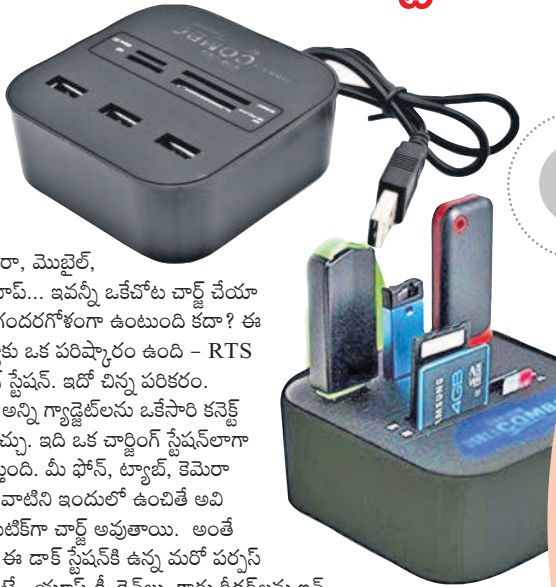 రా, మొబైల్,
ప్... ఇవన్నీ ఒకేచోట చార్జ్ చేయా
గందరగోళంగా ఉంటుంది కదా? ఈ
కు ఒక పరిష్కారం ఉంది – RTS
స్టేషన్. ఇదో చిన్న పరికరం.
అన్ని గ్యాడ్జెట్‌లను ఒకేసారి కనెక్ట్
చ్చు. ఇది ఒక చార్జింగ్ స్టేషన్‌లాగా
తుంది. మీ ఫోన్, ట్యాబ్, కెమెరా
వాటిని ఇందులో ఉంచితే అవి
టిక్‌గా చార్జ్ అవుతాయి. అంతే
ఈ డాక్ స్టేషన్‌కి ఉన్న మరో పర్పస్
COMBO
SAMSUNG
4GB
COMBO